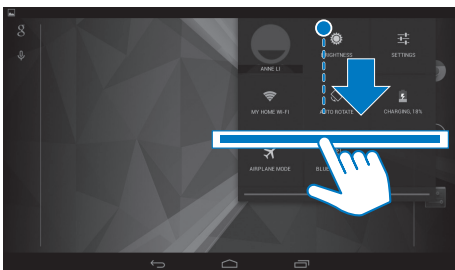 BRIGHTNESS SETTINGS
ANNE LI
MY HOME WI-FI AUTO ROTATE CHARGING, 18%
AIRPLANE MODE